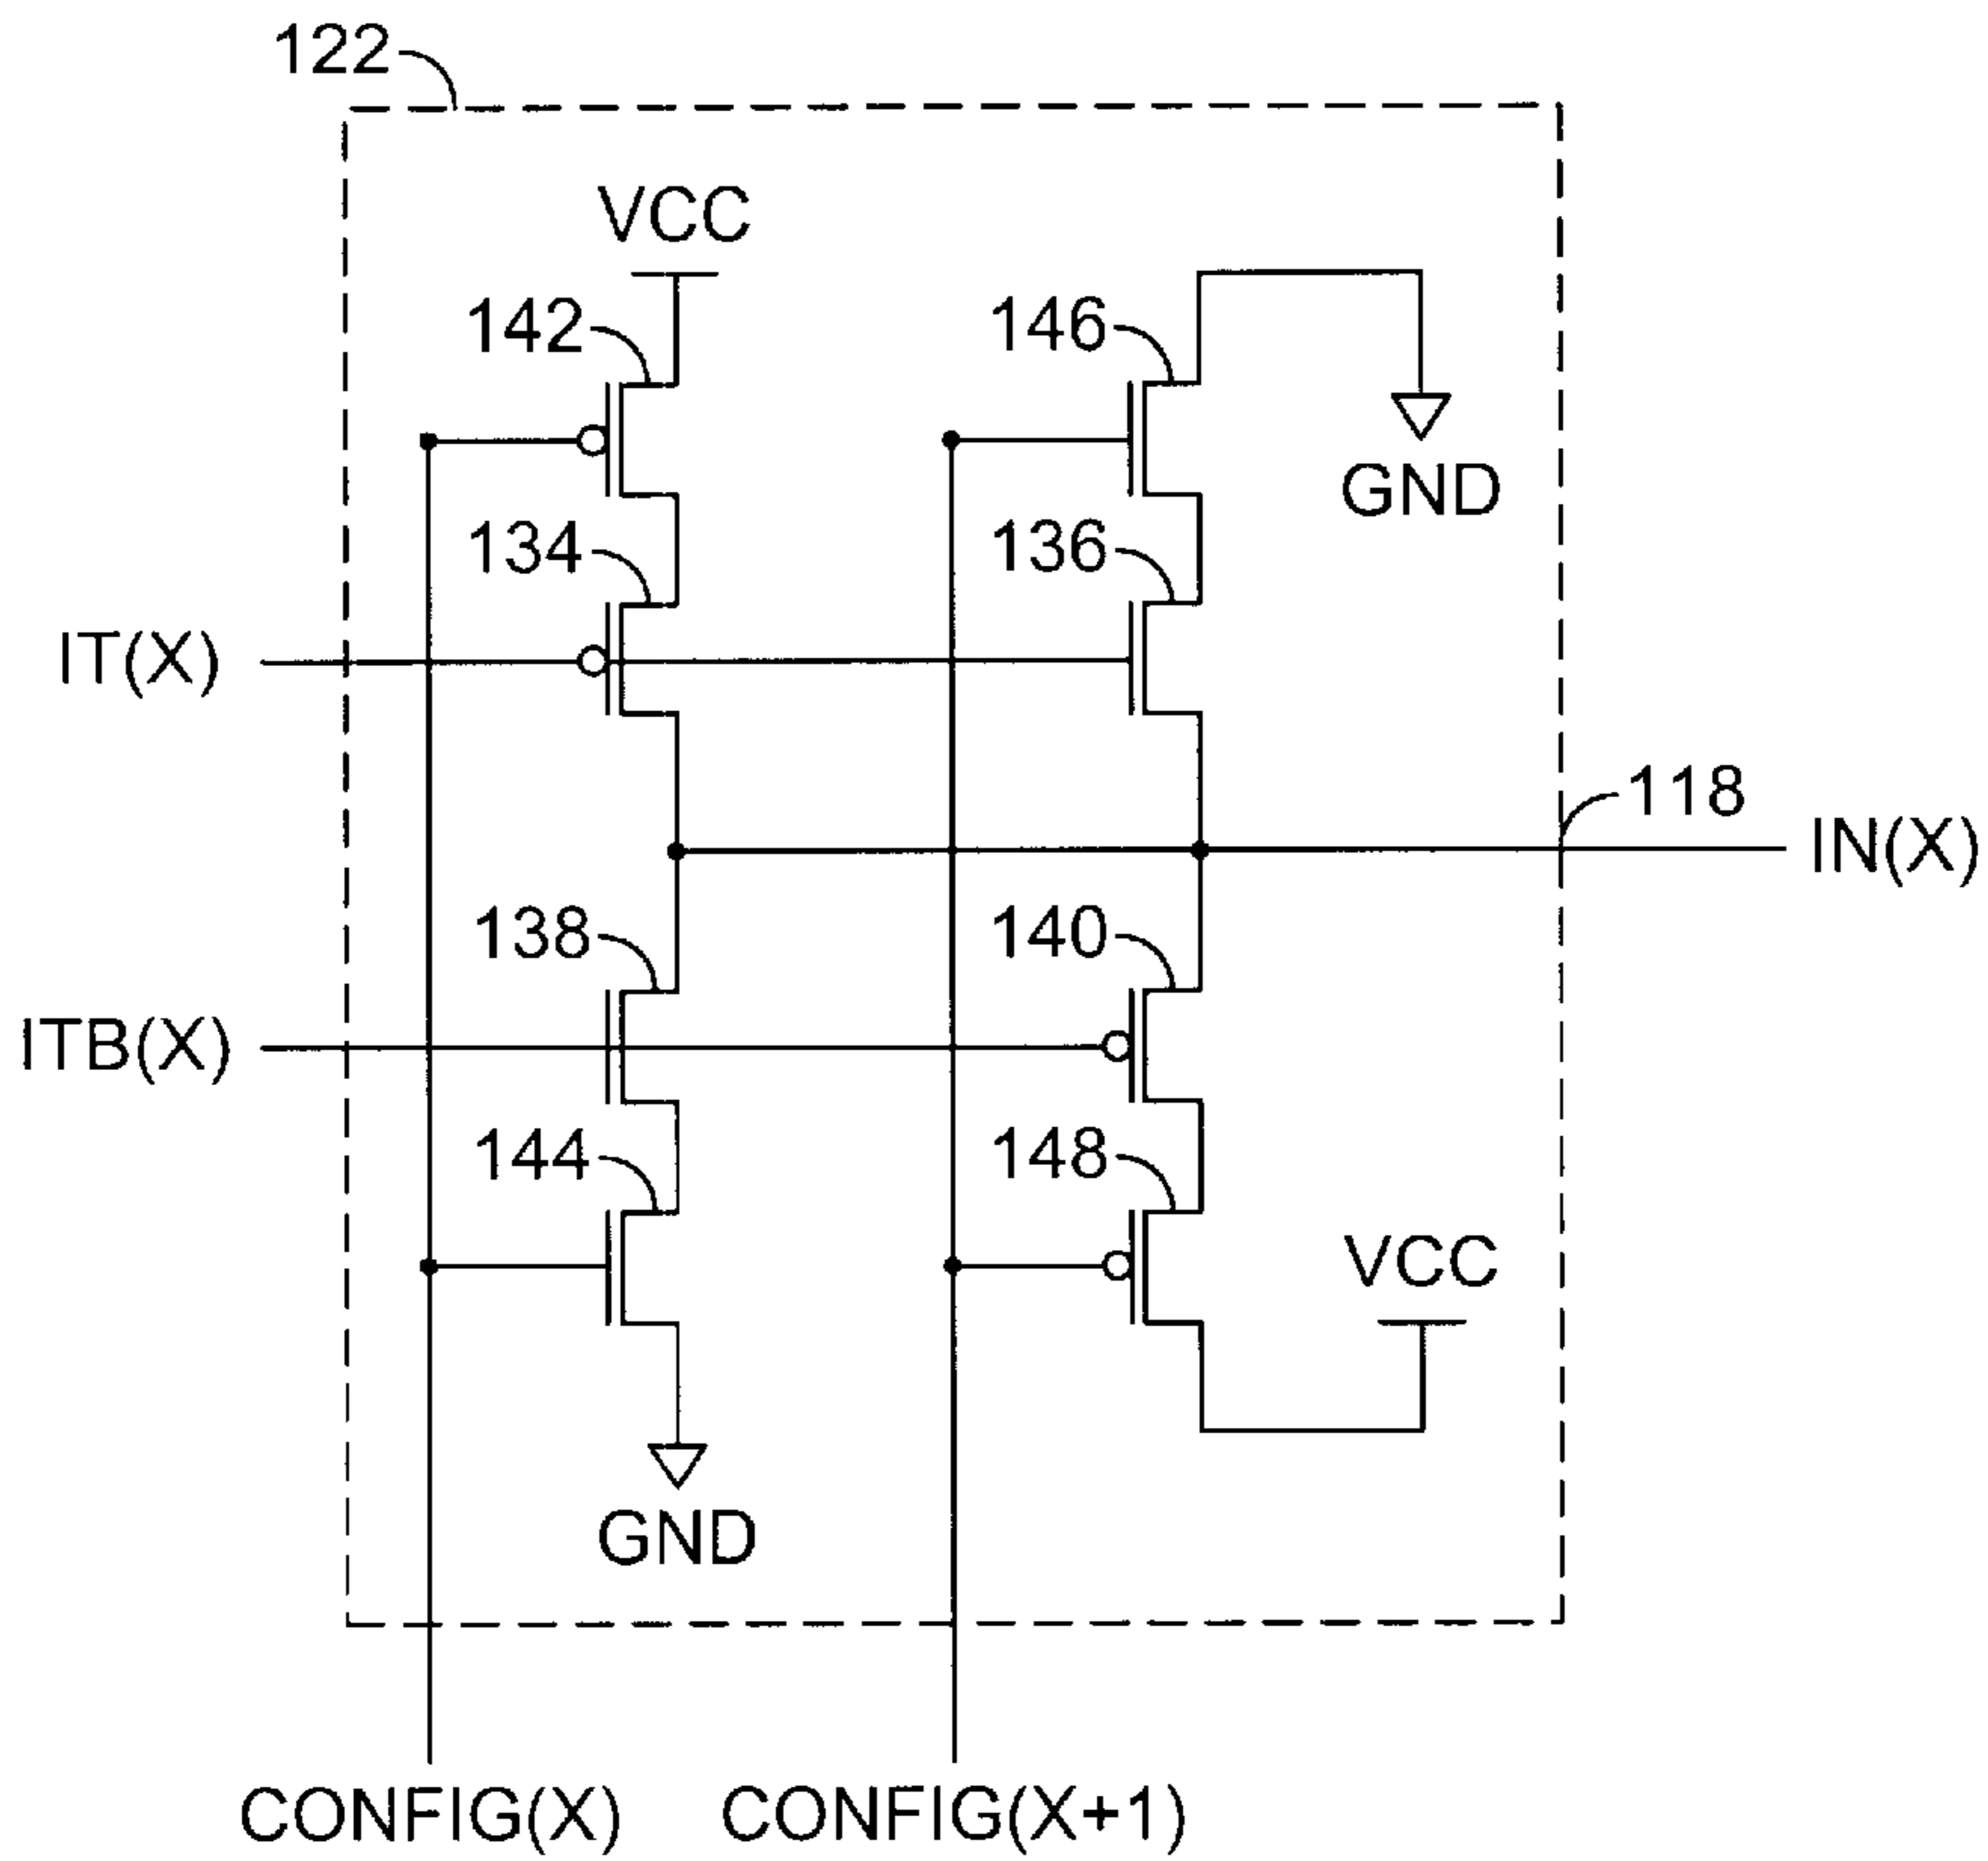 122
VCC
142
146
GND
134
136
IT(X)
118
IN(X)
138
140
ITB(X)
144
148
VCC
GND
CONFIG(X)
CONFIG(X+1)